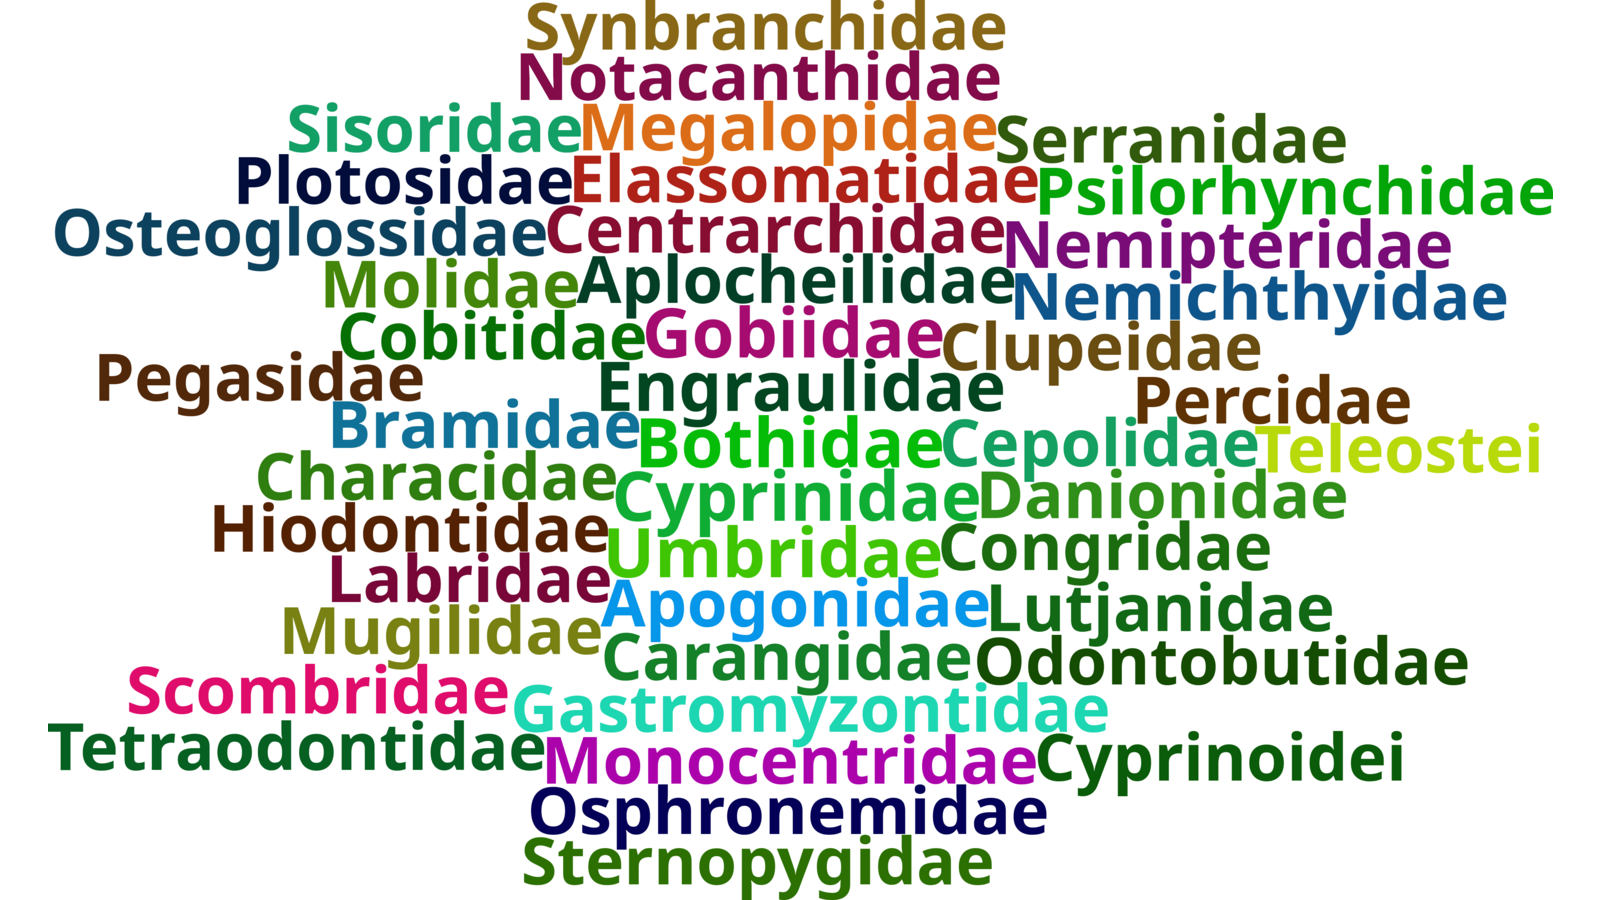 Synbranchidae
Notacanthidae
Sisoridae Megalopidae Serranidae
Plotosidae Elassomatidae Psilorhynchidae
Osteoglossidae Centrarchidae Nemipteridae
Molidae Aplocheilidae Nemichthyidae
Cobitidae Gobiidae Clupeidae
Pegasidae Engraulidae Percidae
Bramidae Bothidae Cepolidae Teleostei
Characidae Cyprinidae Danionidae
Hiodontidae Umbridae Congridae
Labridae Apogonidae Lutjanidae
Mugilidae Carangidae Odontobutidae
Scombridae Gastromyzontidae
Tetraodontidae Monocentridae Cyprinoidei
Osphronemidae
Sternopygidae